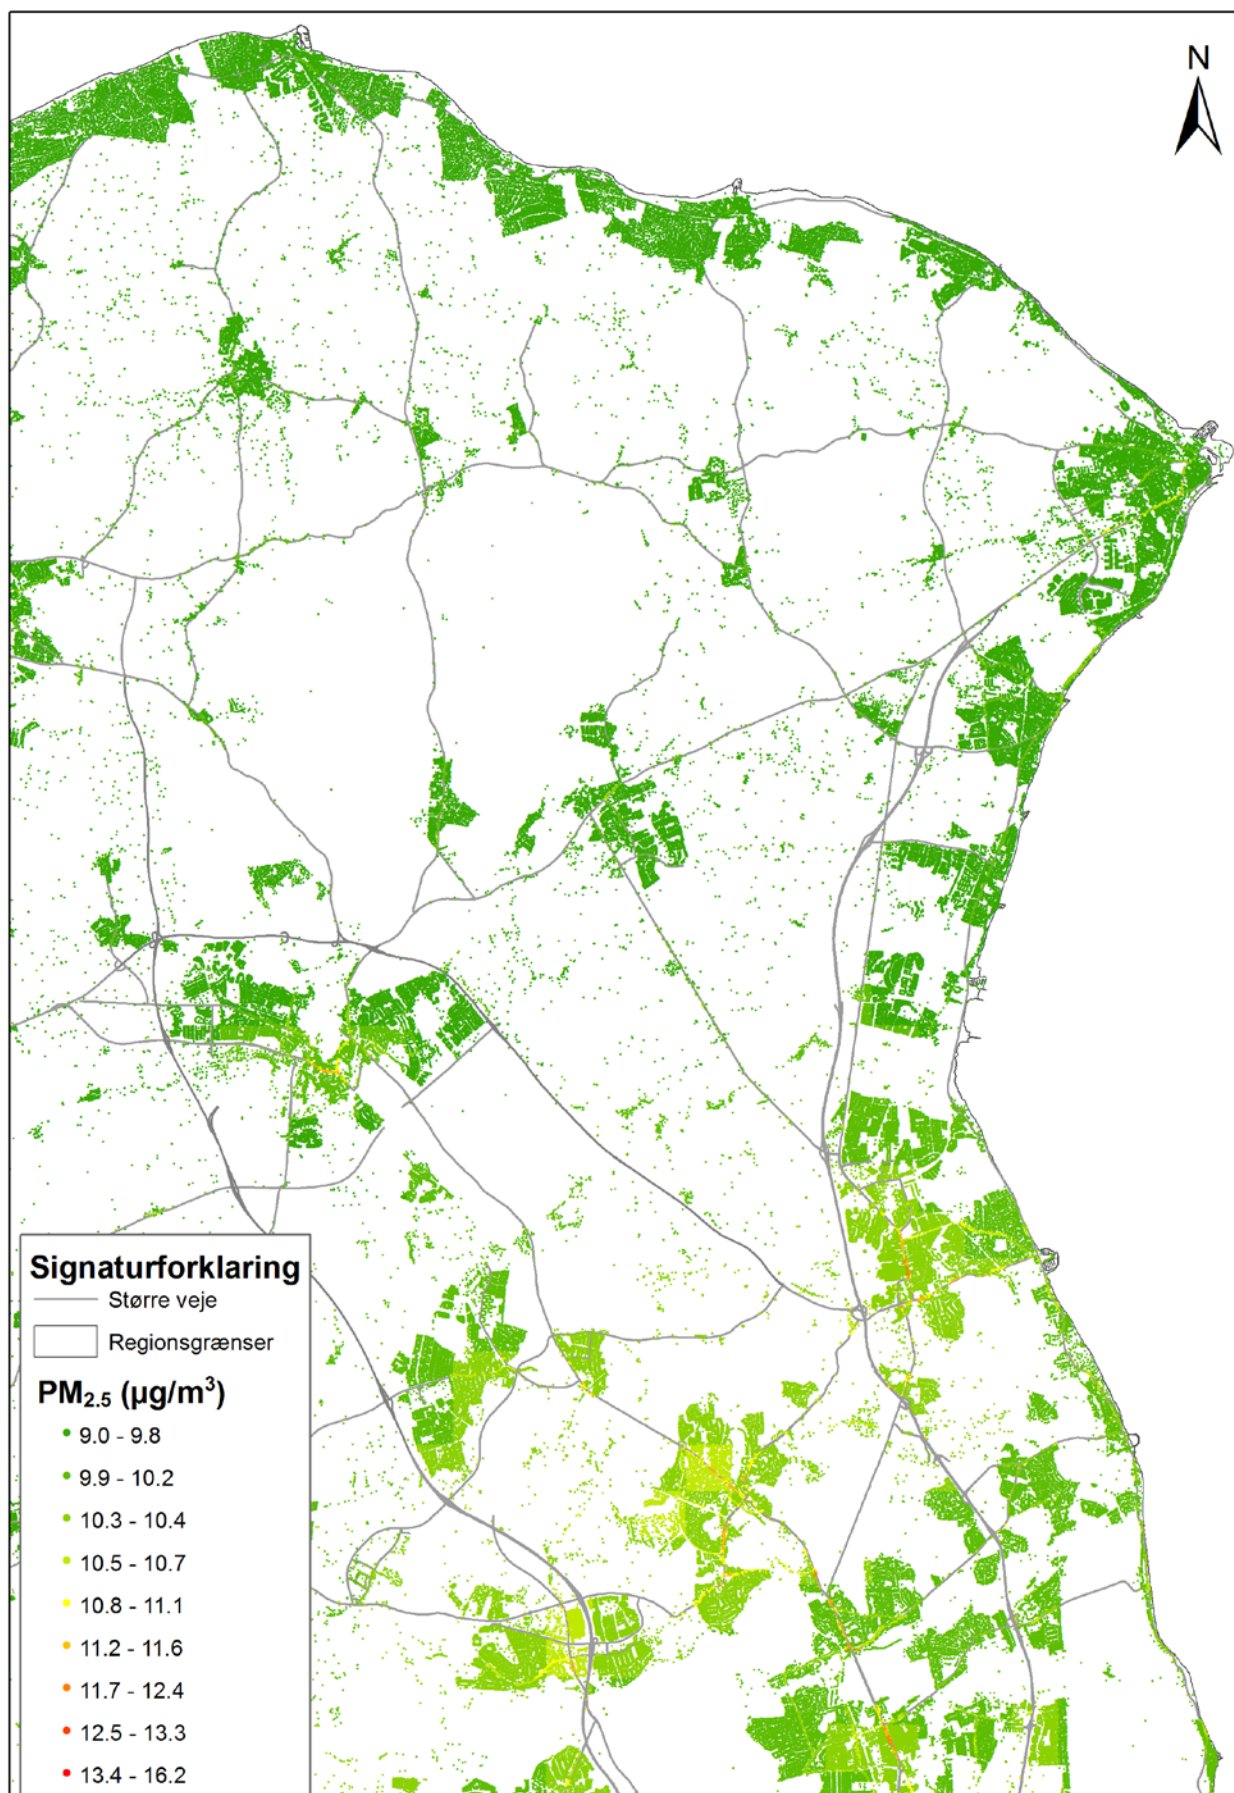 N
Signaturforklaring
Større veje
Regionsgrænser
PM2.5 (µg/m³)
9.0 - 9.8
9.9 - 10.2
10.3 - 10.4
10.5 - 10.7
10.8 - 11.1
11.2 - 11.6
11.7 - 12.4
12.5 - 13.3
13.4 - 16.2